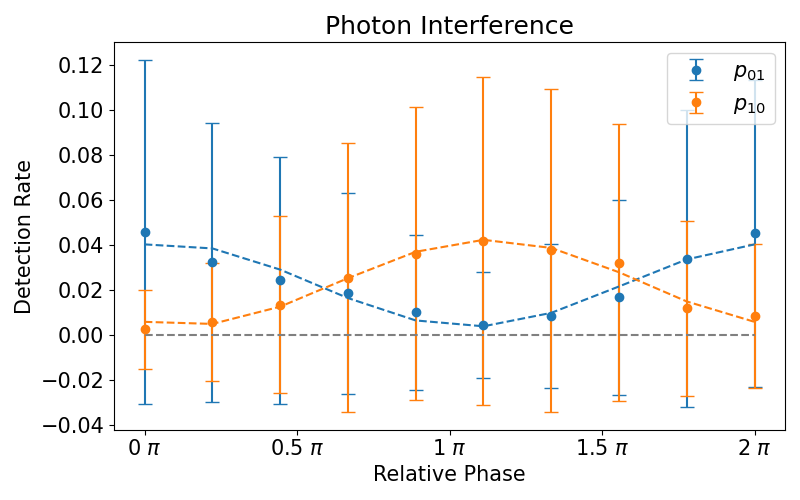 Photon Interference
Detection Rate
0.12
0.10
0.08
0.06
0.04
0.02
0.00
−0.02
−0.04
p01
p10
0 π
0.5 π
1 π
1.5 π
2 π
Relative Phase